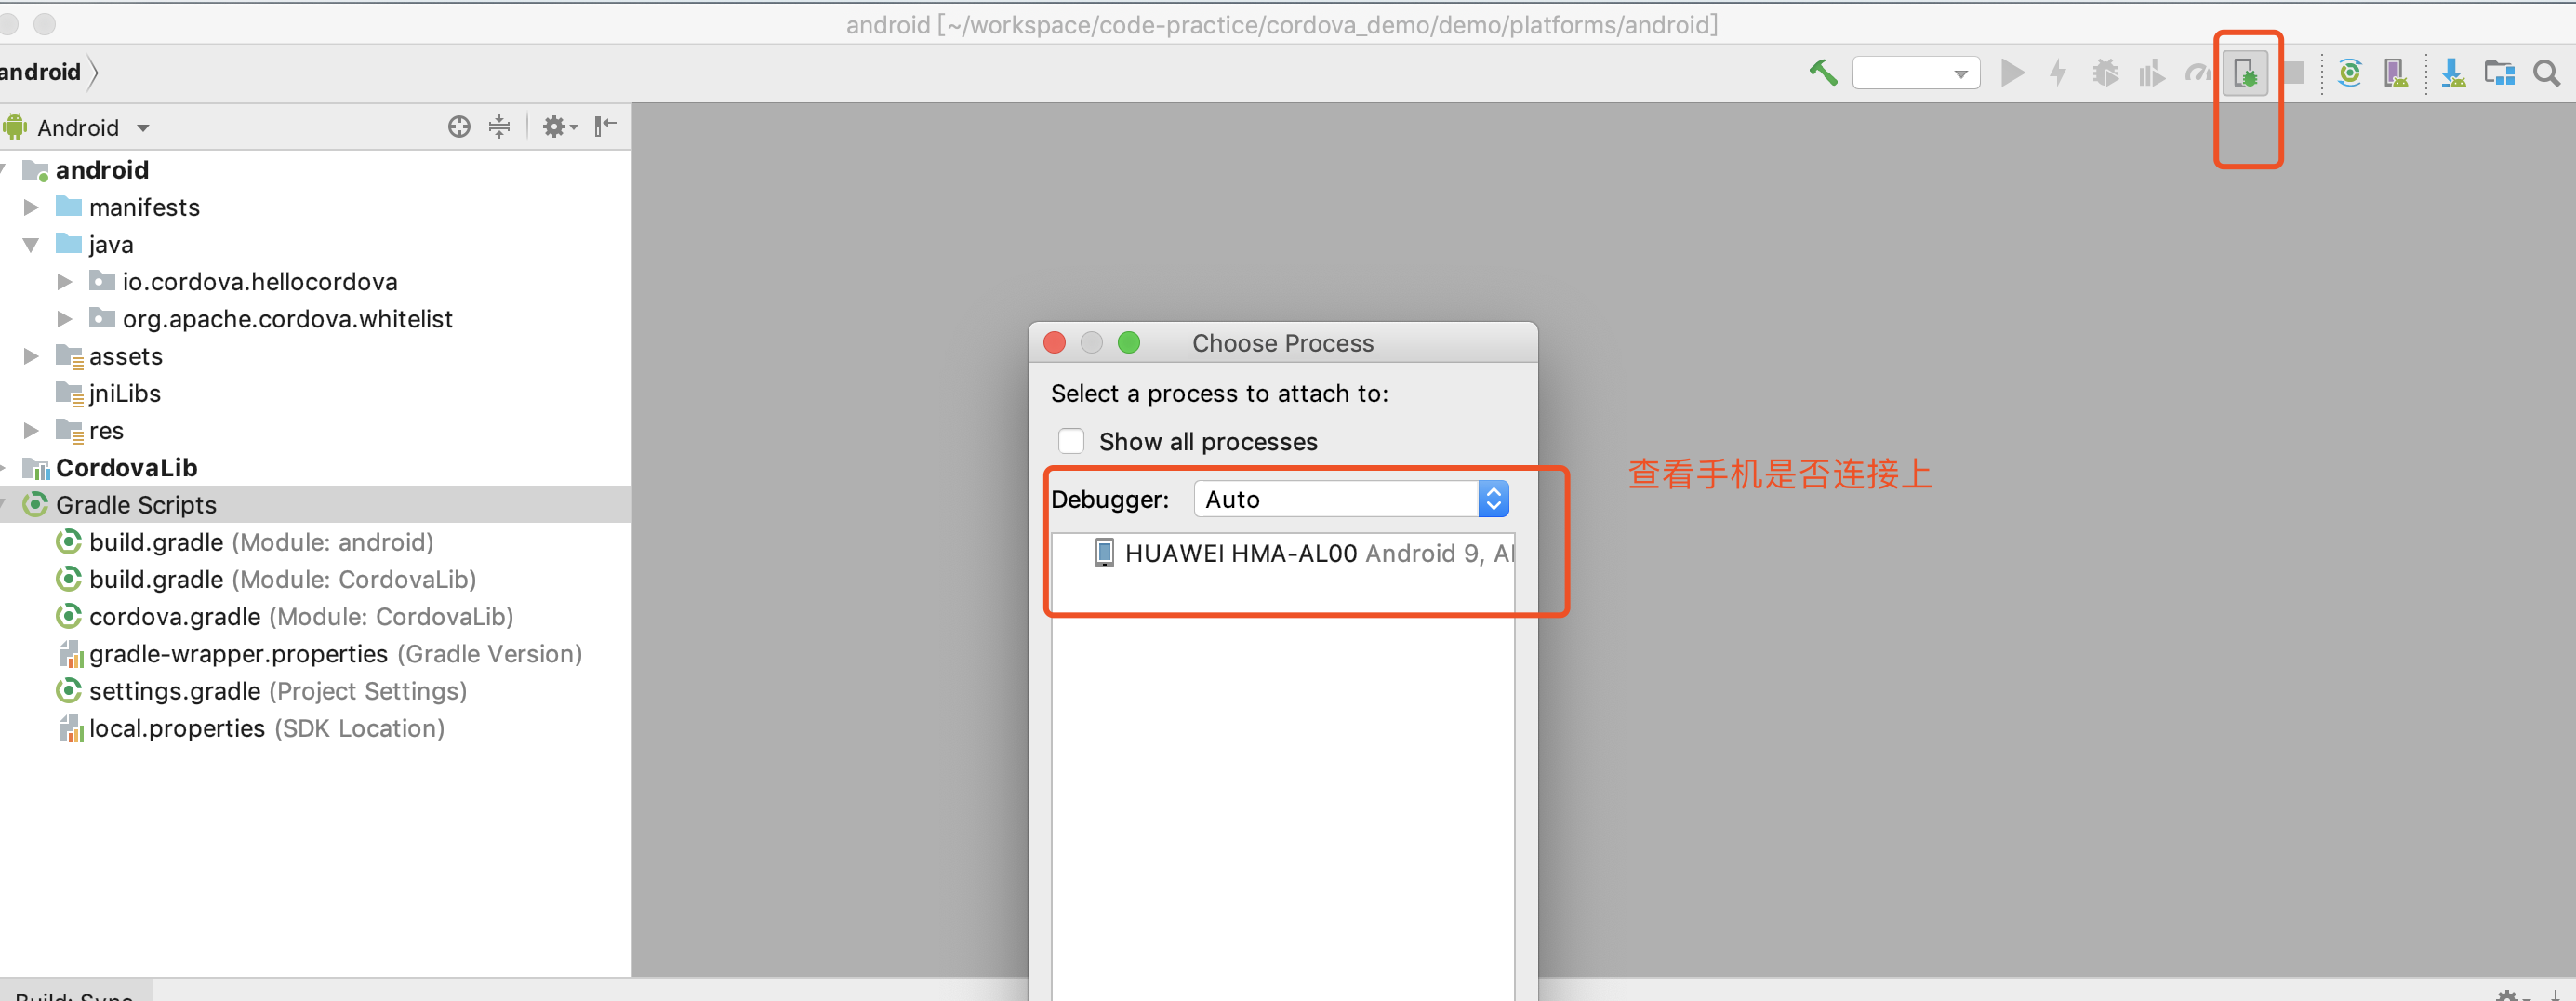 android [~/workspace/code-practice/cordova_demo/demo/platforms/android]
android
Android
android
manifests
java
io.cordova.hellocordova
org.apache.cordova.whitelist
assets
jniLibs
res
CordovaLib
Gradle Scripts
build.gradle (Module: android)
build.gradle (Module: CordovaLib)
cordova.gradle (Module: CordovaLib)
gradle-wrapper.properties (Gradle Version)
settings.gradle (Project Settings)
local.properties (SDK Location)
Choose Process
Select a process to attach to:
Show all processes
Debugger: Auto
HUAWEI HMA-AL00 Android 9,
查看手机是否连接上
Build: Sync